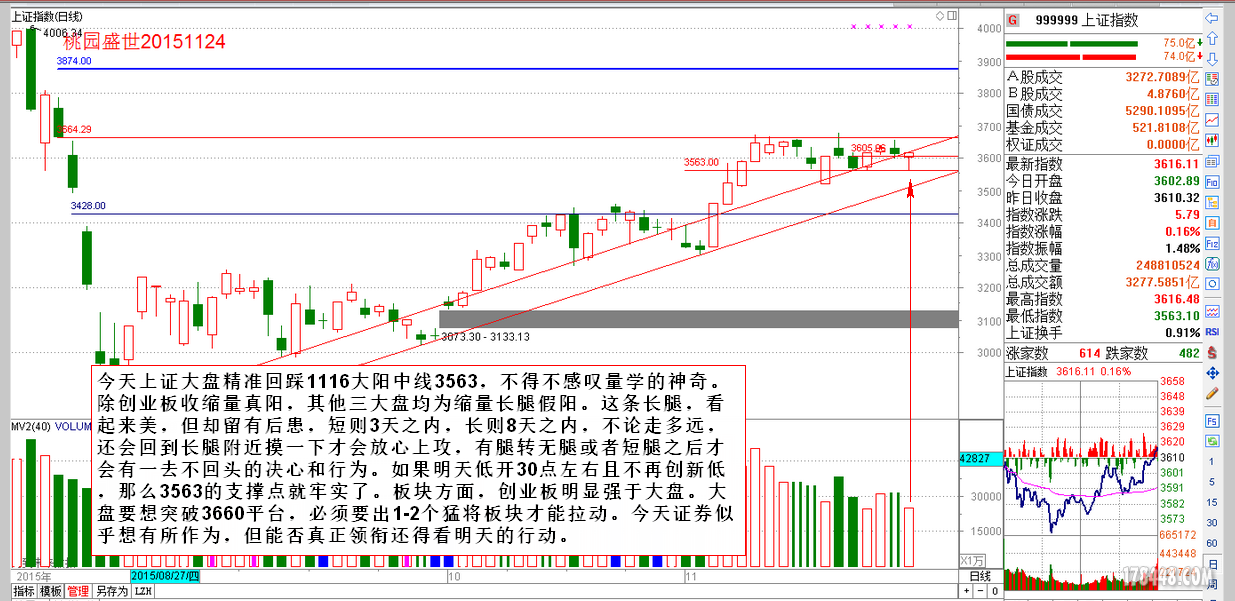 上证指数(日线)
4006.34
桃园盛世20151124
3874.00
3664.29
3605.06
3563.00
3428.00
3073.30 - 3133.13
4000
3900
3800
3700
3600
3500
3400
3300
3200
3100
3000
今天上证大盘精准回踩1116大阳中线3563，不得不感叹量学的神奇。
除创业板收缩量真阳，其他三大盘均为缩量长腿假阳。这条长腿，看
起来美，但却留有后患，短则3天之内，长则8天之内，不论走多远，
还会回到长腿附近摸一下才会放心上攻，有腿转无腿或者短腿之后才
会有一去不回头的决心和行为。如果明天低开30点左右且不再创新低
，那么3563的支撑点就牢实了。板块方面，创业板明显强于大盘。大
盘要想突破3660平台，必须要出1-2个猛将板块才能拉动。今天证券似
乎想有所作为，但能否真正领衔还得看明天的行动。
MV2(40) VOLUM
42827
30000
15000
X1万
2015年
2015/08/27/四
10
11
日线
指标 模板 管理 另存为 LZH
+ - 0
G 999999 上证指数
75.0亿
74.0亿
A股成交 3272.7089亿
B股成交 4.8760亿
国债成交 5290.1095亿
基金成交 521.8108亿
权证成交 0.0000亿
最新指数 3616.11
今日开盘 3602.89
昨日收盘 3610.32
指数涨跌 5.79
指数涨幅 0.16%
指数振幅 1.48%
总成交量 248810524
总成交额 3277.5851亿
最高指数 3616.48
最低指数 3563.10
上证换手 0.91%
涨家数 614 跌家数 482
上证指数 3616.11 0.16%
3658
3648
3639
3629
3620
3610
3601
3591
3582
3573
665172
443448
178448.COM
F10
F12
RSI
F5
1
5
15
30
60
日
周